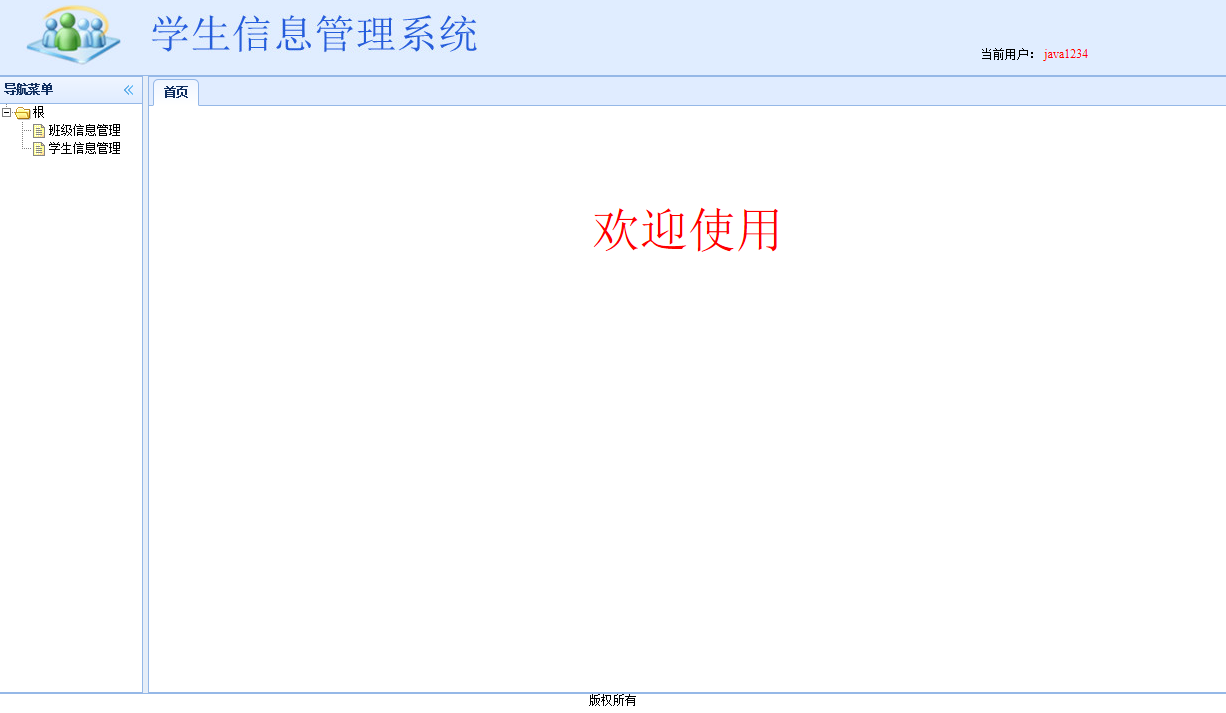 学生信息管理系统
当前用户： java1234
导航菜单
首页
根
班级信息管理
学生信息管理
欢迎使用
版权所有